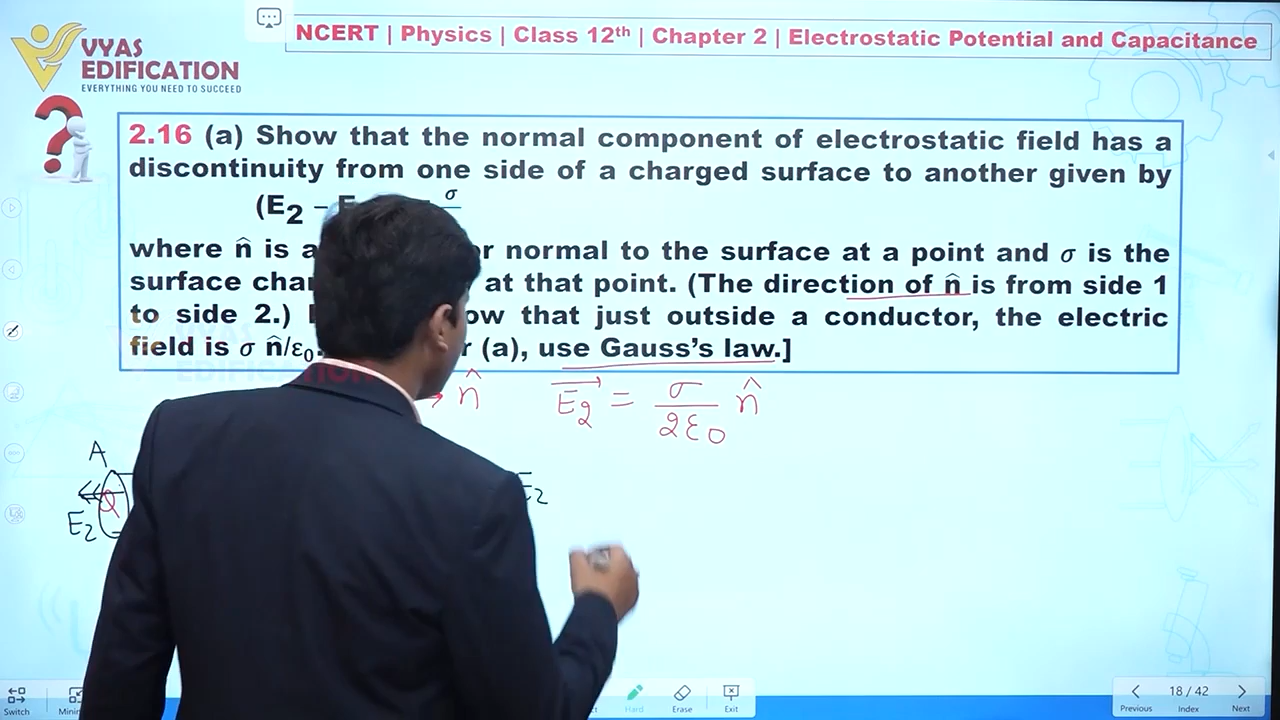 VYAS
EDIFICATION
EVERYTHING YOU NEED TO SUCCEED
NCERT | Physics | Class 12th | Chapter 2 | Electrostatic Potential and Capacitance
2.16 (a) Show that the normal component of electrostatic field has a
discontinuity from one side of a charged surface to another given by
(E₂ – σ
where n̂ is a normal to the surface at a point and σ is the
surface at that point. (The direction of n̂ is from side 1
to side 2.) that just outside a conductor, the electric
field is σ n̂/ε₀ (a), use Gauss's law.]
n̂ E₂ = σ/2ε₀ n̂
A
E₂
E₂
Switch Erase Exit
Previous 18 / 42 Index Next